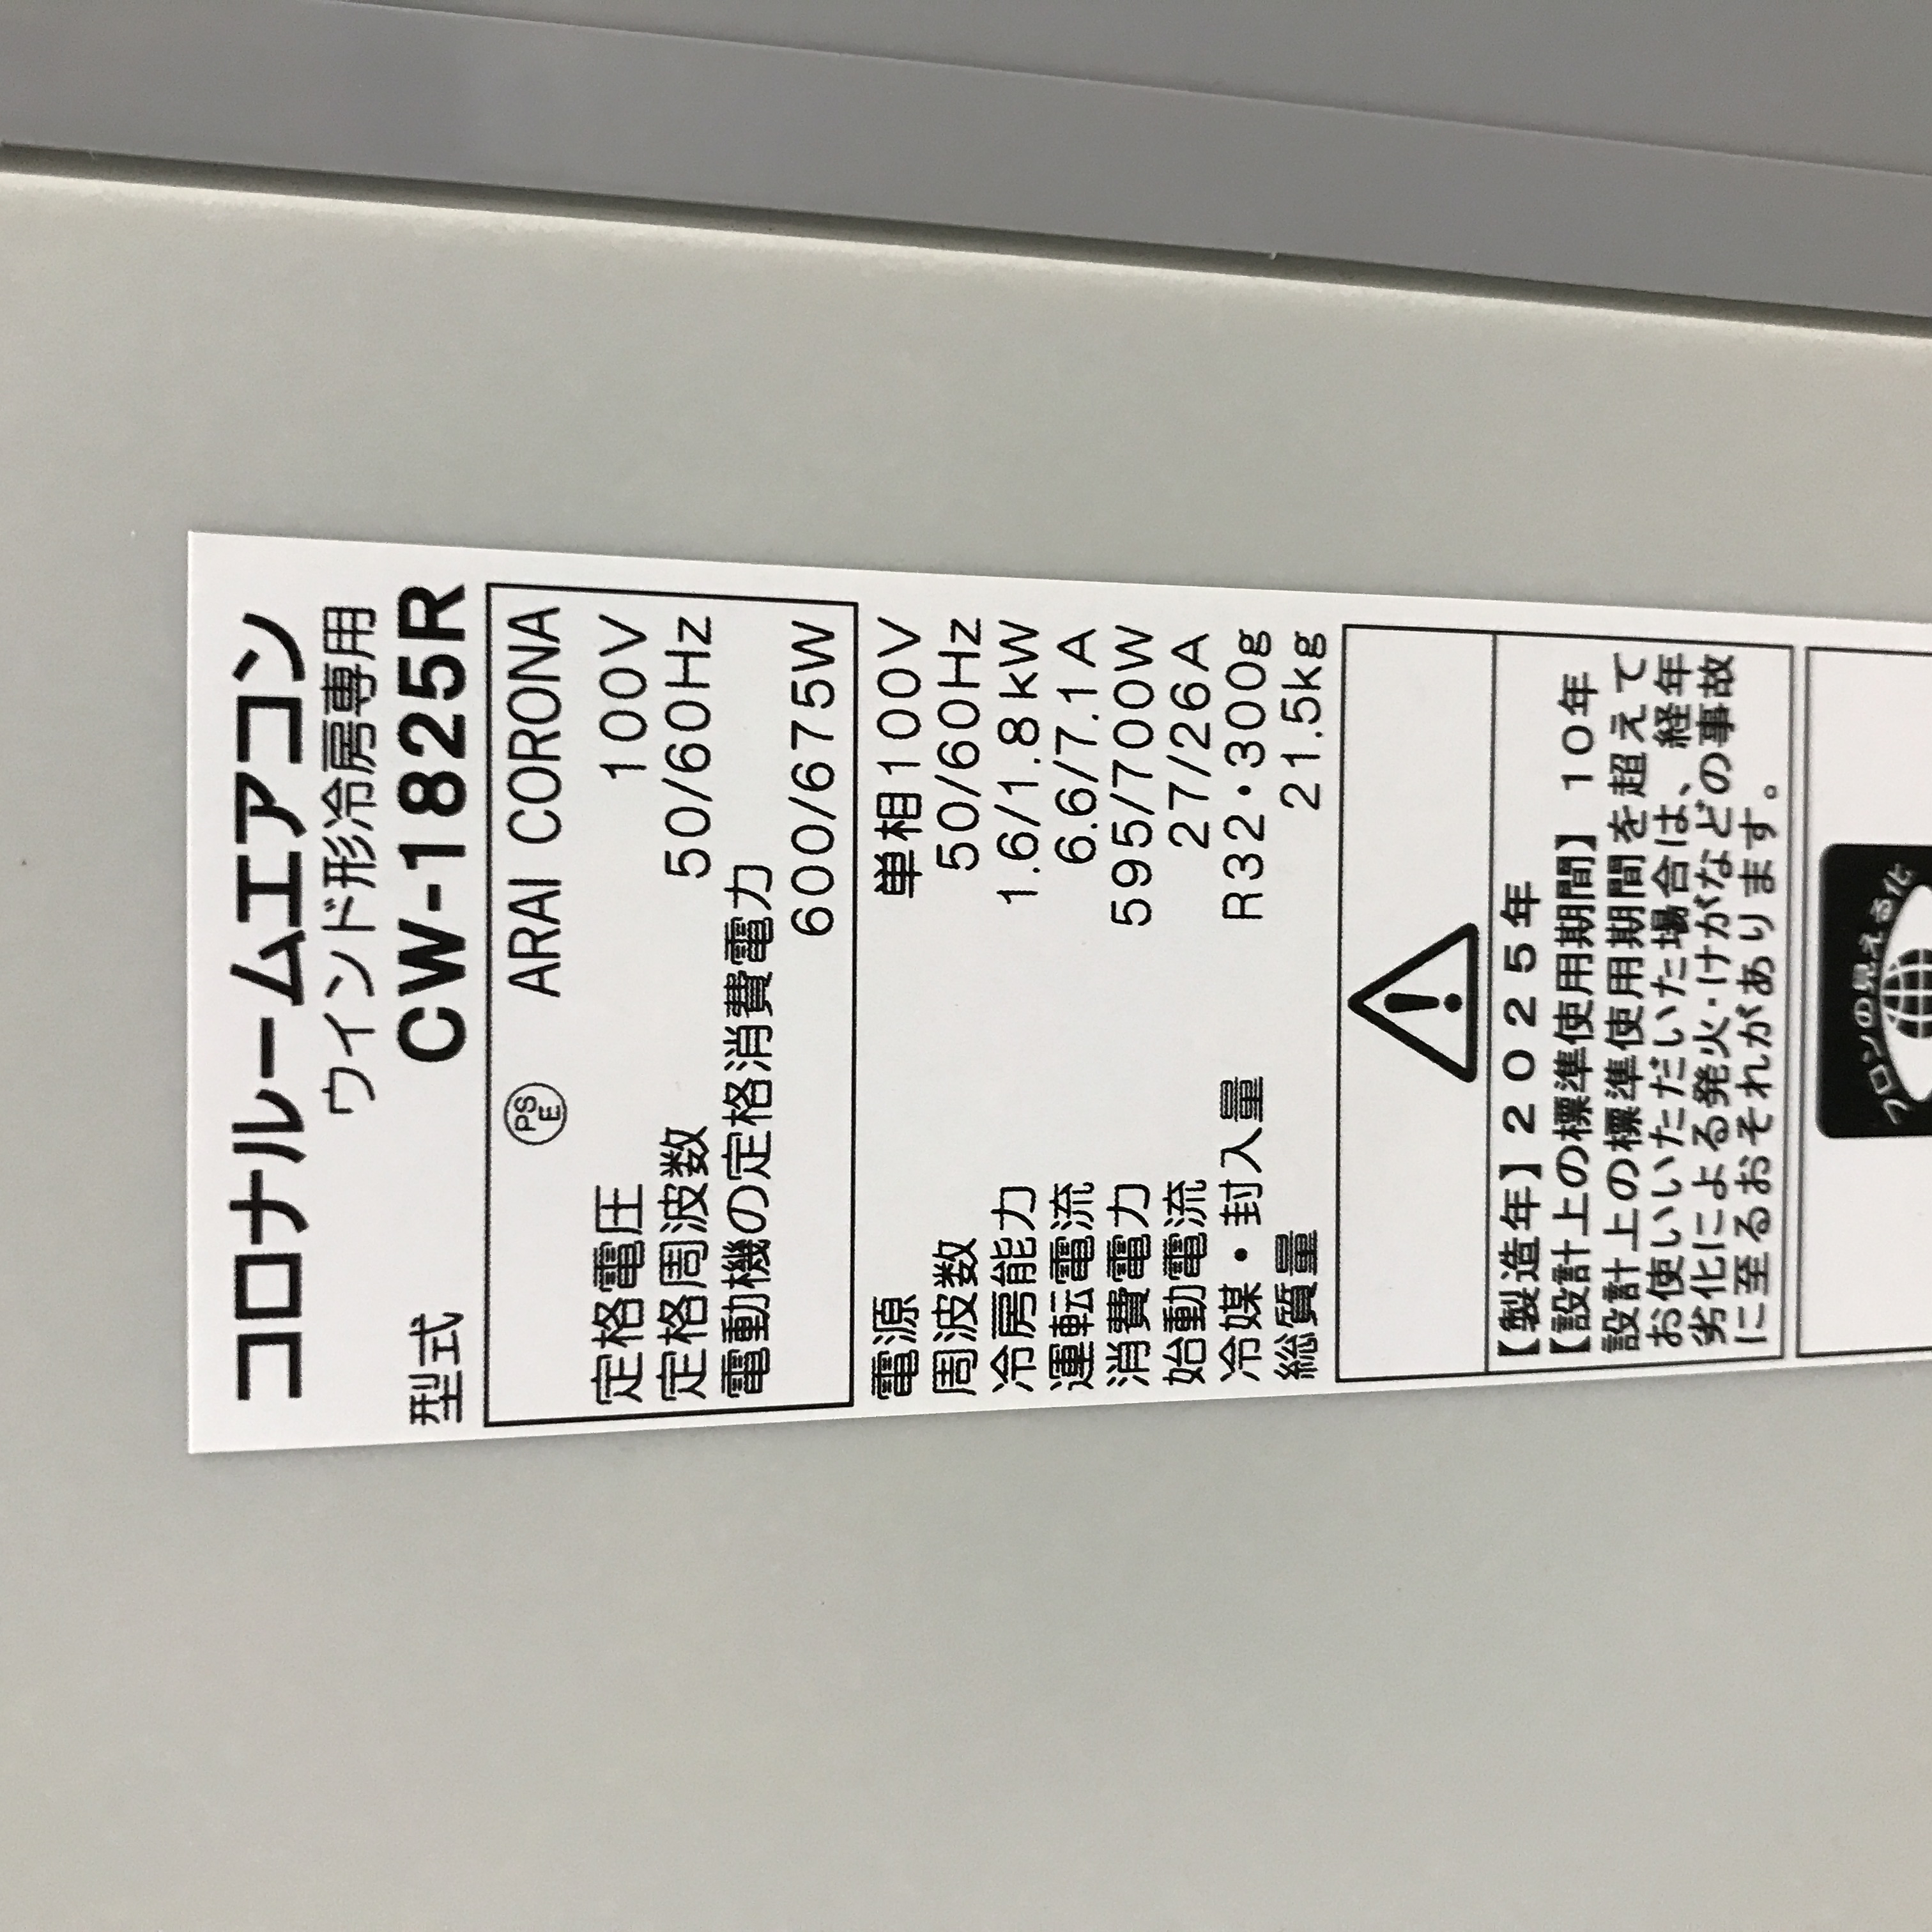 コロナルームエアコン
ウインド形冷房専用
型式 CW-1825R
PSE ARAI CORONA
定格電圧 100V
定格周波数 50/60Hz
電動機の定格消費電力
600/675W
電源 単相100V
周波数 50/60Hz
冷房能力 1.6/1.8kW
運転電流 6.6/7.1A
消費電力 595/700W
始動電流 27/26A
冷媒・封入量 R32・300g
総質量 21.5kg
【製造年】2025年
【設計上の標準使用期間】10年
設計上の標準使用期間を超えて
お使いいただいた場合は、経年
劣化による発火・けがなどの事故
に至るおそれがあります。
フロンの見える化